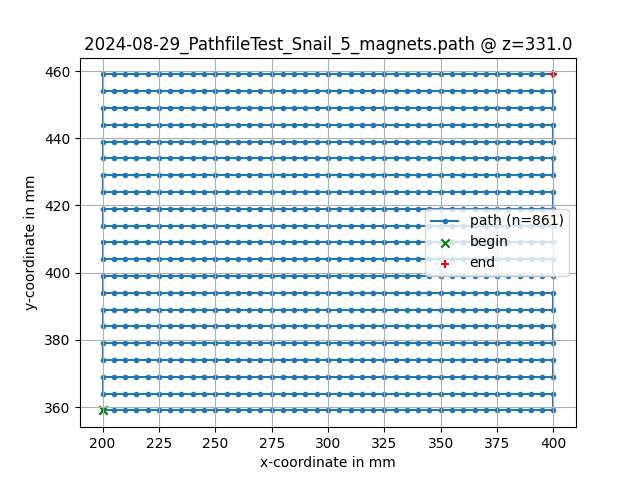 2024-08-29_PathfileTest_Snail_5_magnets.path @ z=331.0
460
440
420
400
380
360
y-coordinate in mm
path (n=861)
begin
end
200
225
250
275
300
325
350
375
400
x-coordinate in mm